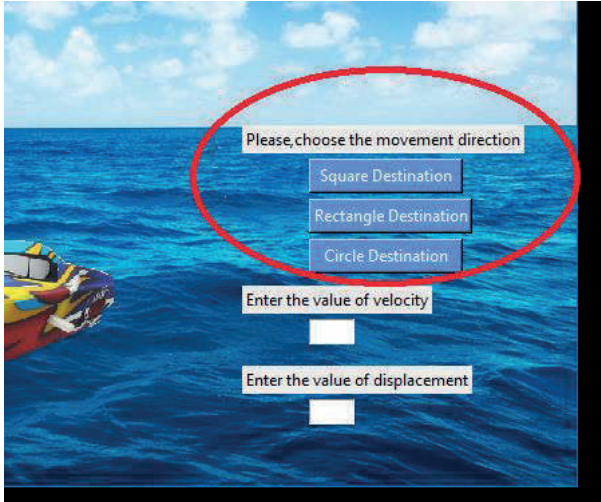 Please,choose the movement direction
Square Destination
Rectangle Destination
Circle Destination
Enter the value of velocity
Enter the value of displacement